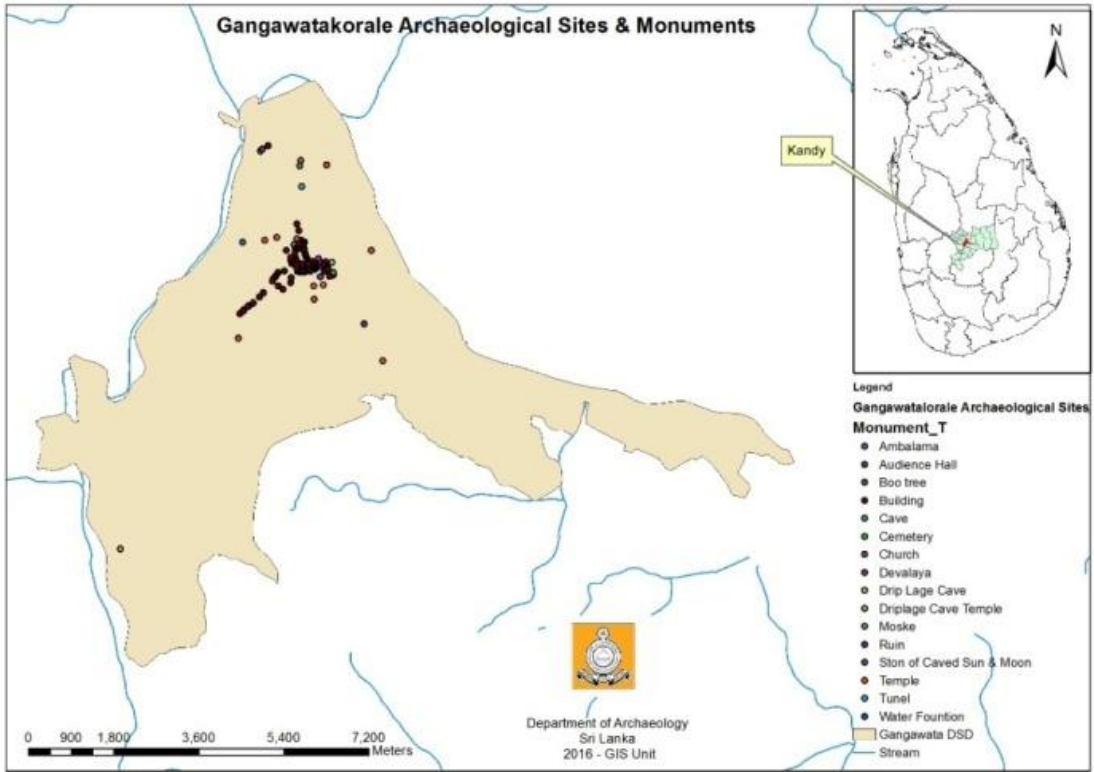 Gangawatakorale Archaeological Sites & Monuments
N
Kandy
Legend
Gangawatalorale Archaeological Sites
Monument_T
Ambalama
Audience Hall
Boo tree
Building
Cave
Cemetery
Church
Devalaya
Drip Lage Cave
Driplage Cave Temple
Moske
Ruin
Ston of Caved Sun & Moon
Temple
Tunel
Water Fountion
Gangawata DSD
Stream
Department of Archaeology
Sri Lanka
2016 - GIS Unit
0 900 1,800 3,600 5,400 7,200
Meters